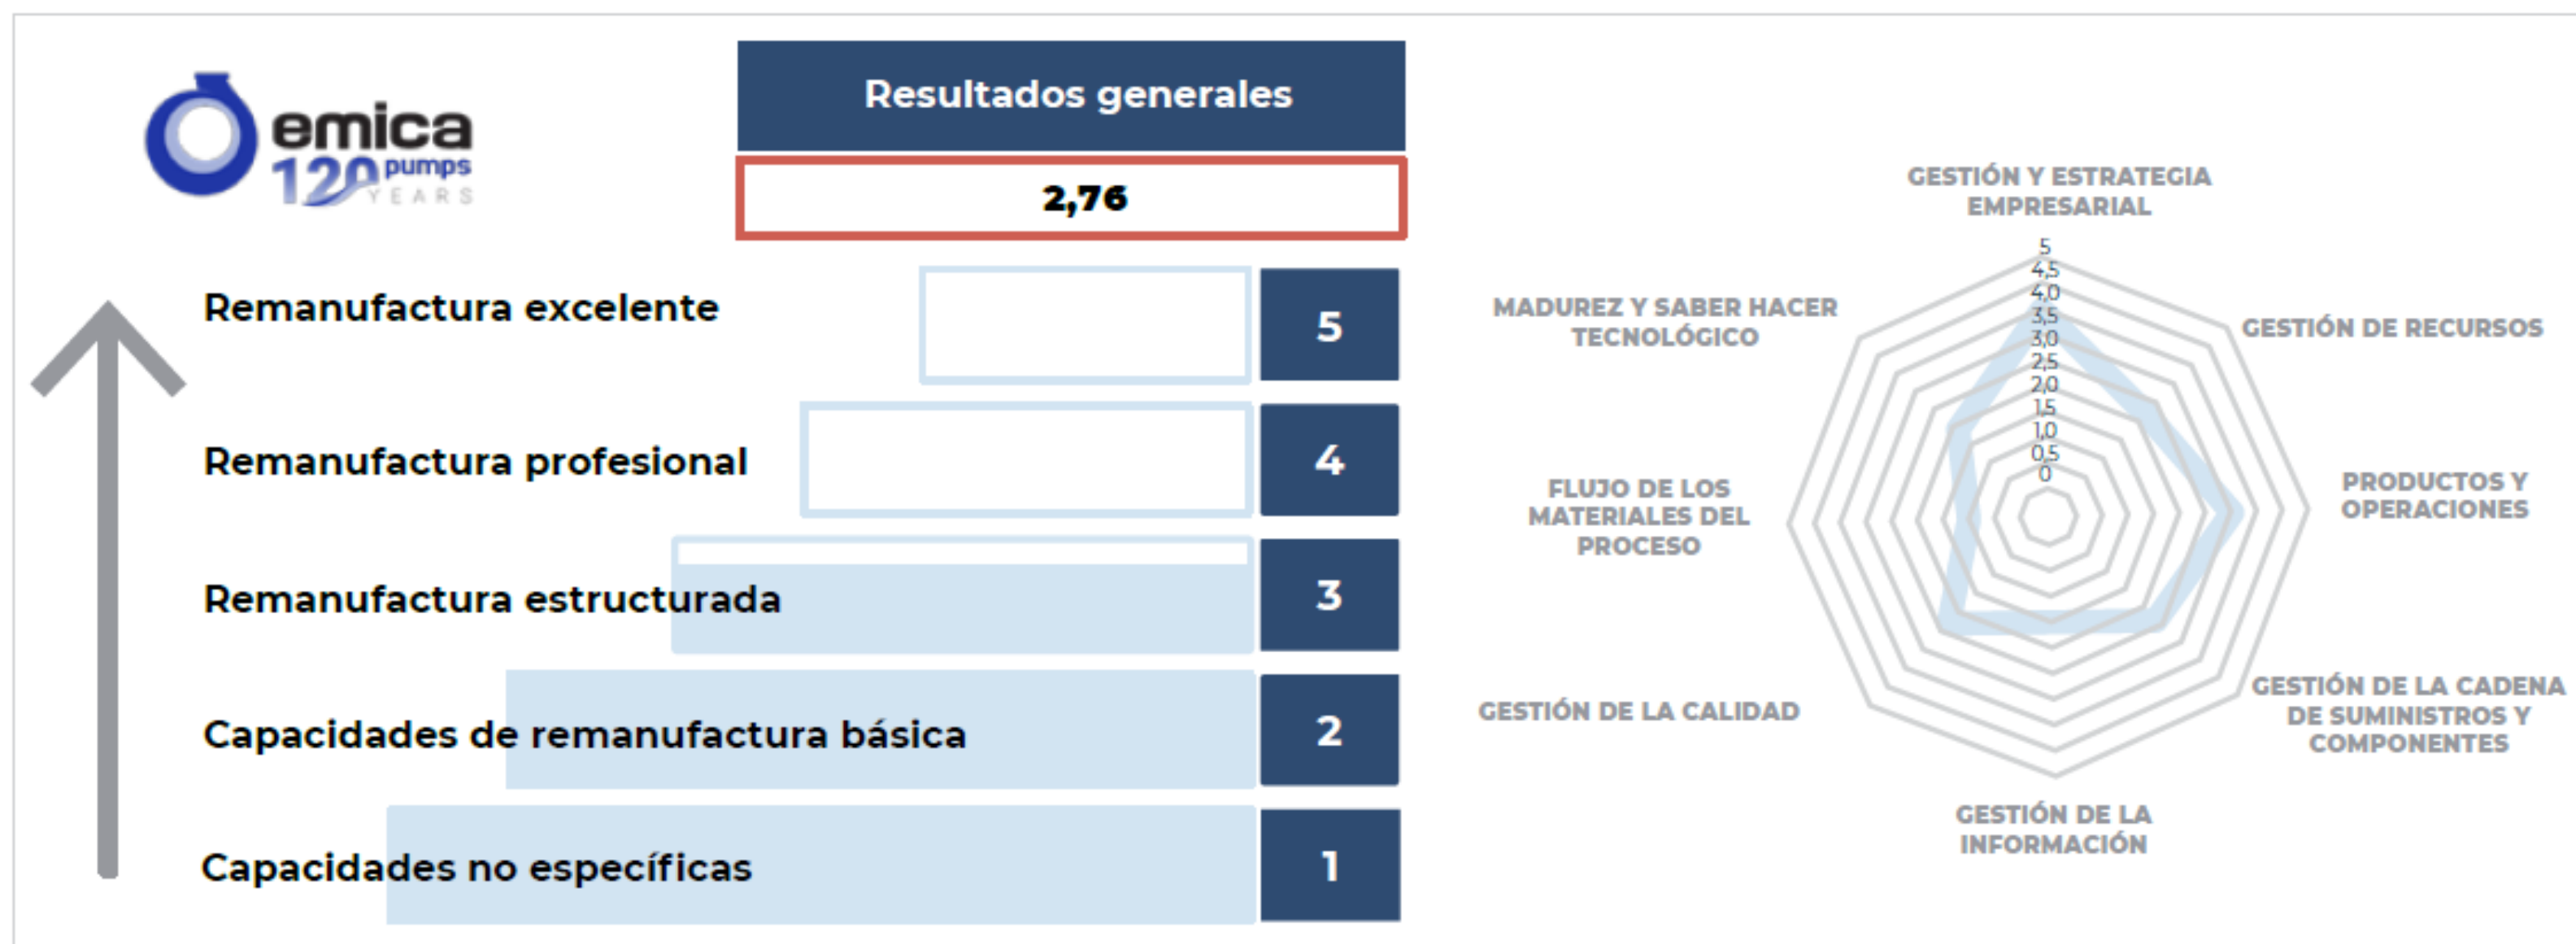 emica
120 pumps
YEARS
Resultados generales
2,76
Remanufactura excelente
5
Remanufactura profesional
4
Remanufactura estructurada
3
Capacidades de remanufactura básica
2
Capacidades no específicas
1
GESTIÓN Y ESTRATEGIA
EMPRESARIAL
GESTIÓN DE RECURSOS
PRODUCTOS Y
OPERACIONES
GESTIÓN DE LA CADENA
DE SUMINISTROS Y
COMPONENTES
GESTIÓN DE LA
INFORMACIÓN
GESTIÓN DE LA CALIDAD
FLUJO DE LOS
MATERIALES DEL
PROCESO
MADUREZ Y SABER HACER
TECNOLÓGICO
5
4,5
4,0
3,5
3,0
2,5
2,0
1,5
1,0
0,5
0